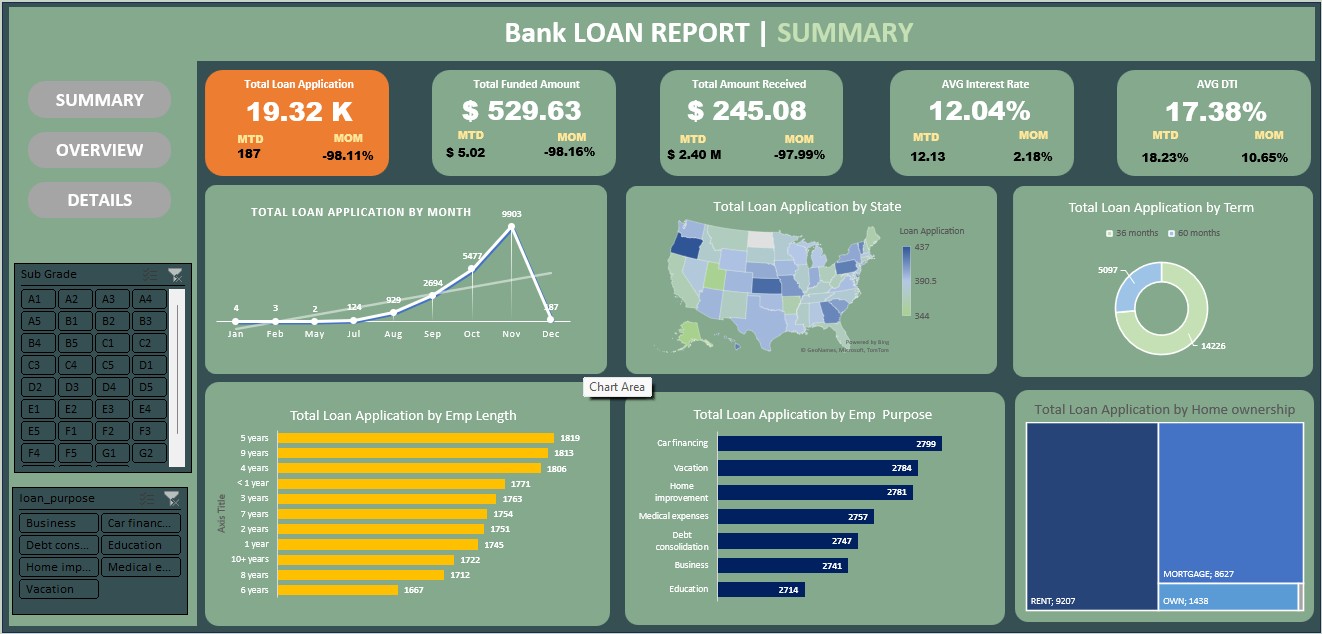 Bank LOAN REPORT | SUMMARY
SUMMARY
OVERVIEW
DETAILS
Total Loan Application
19.32 K
MTD MOM
187 -98.11%
Total Funded Amount
$ 529.63
MTD MOM
$ 5.02 -98.16%
Total Amount Received
$ 245.08
MTD MOM
$ 2.40 M -97.99%
AVG Interest Rate
12.04%
MTD MOM
12.13 2.18%
AVG DTI
17.38%
MTD MOM
18.23% 10.65%
Sub Grade
A1 A2 A3 A4
A5 B1 B2 B3
B4 B5 C1 C2
C3 C4 C5 D1
D2 D3 D4 D5
E1 E2 E3 E4
E5 F1 F2 F3
F4 F5 G1 G2
loan_purpose
Business Car financ...
Debt cons... Education
Home imp... Medical e...
Vacation
TOTAL LOAN APPLICATION BY MONTH
4 3 2 124 929 2694 5477 9903 187
Jan Feb May Jul Aug Sep Oct Nov Dec
Total Loan Application by State
Loan Application
437
390.5
344
Powered by Bing
© GeoNames, Microsoft, TomTom
Total Loan Application by Term
36 months 60 months
5097
14226
Chart Area
Total Loan Application by Emp Length
Axis Title
5 years 1819
9 years 1813
4 years 1806
< 1 year 1771
3 years 1763
7 years 1754
2 years 1751
1 year 1745
10+ years 1722
8 years 1712
6 years 1667
Total Loan Application by Emp Purpose
Car financing 2799
Vacation 2784
Home
improvement 2781
Medical expenses 2757
Debt
consolidation 2747
Business 2741
Education 2714
Total Loan Application by Home ownership
RENT; 9207
MORTGAGE; 8627
OWN; 1438